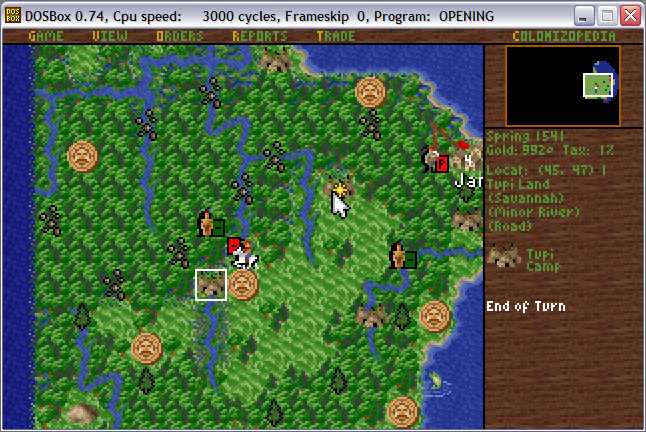 DOSBox 0.74, Cpu speed: 3000 cycles, Frameskip 0, Program: OPENING
GAME VIEW ORDERS REPORTS TRADE COLONIZOPEDIA
Spring 1541
Gold: 992 Tax: 1%
Locat: (45, 47) 1
Tupi Land
(Savannah)
(Minor River)
(Road)
Tupi
Camp
End of Turn
Jar